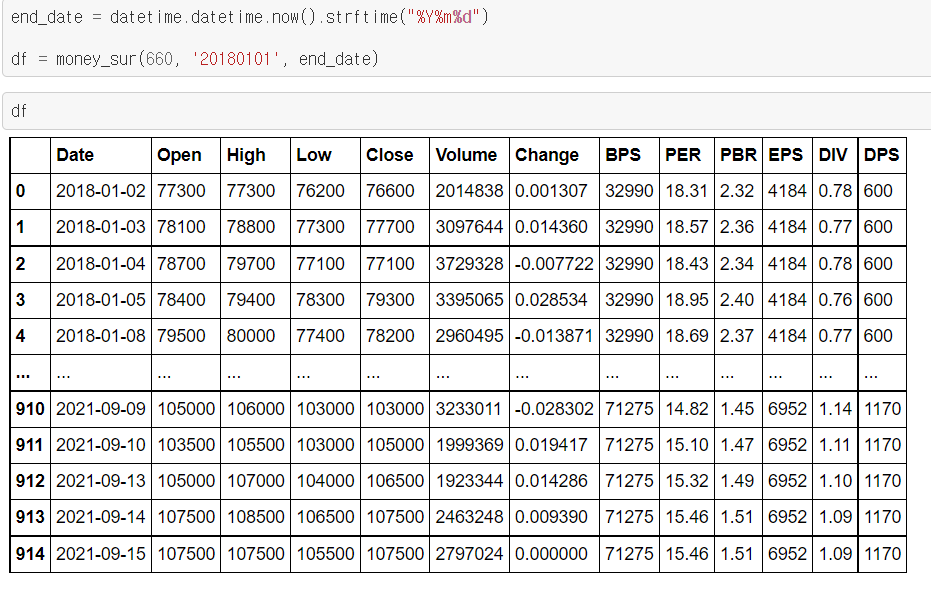 end_date = datetime.datetime.now().strftime("%Y%m%d")
df = money_sur(660, '20180101', end_date)
df
Date Open High Low Close Volume Change BPS PER PBR EPS DIV DPS
0 2018-01-02 77300 77300 76200 76600 2014838 0.001307 32990 18.31 2.32 4184 0.78 600
1 2018-01-03 78100 78800 77300 77700 3097644 0.014360 32990 18.57 2.36 4184 0.77 600
2 2018-01-04 78700 79700 77100 77100 3729328 -0.007722 32990 18.43 2.34 4184 0.78 600
3 2018-01-05 78400 79400 78300 79300 3395065 0.028534 32990 18.95 2.40 4184 0.76 600
4 2018-01-08 79500 80000 77400 78200 2960495 -0.013871 32990 18.69 2.37 4184 0.77 600
... ... ... ... ... ... ... ... ... ... ... ... ... ...
910 2021-09-09 105000 106000 103000 103000 3233011 -0.028302 71275 14.82 1.45 6952 1.14 1170
911 2021-09-10 103500 105500 103000 105000 1999369 0.019417 71275 15.10 1.47 6952 1.11 1170
912 2021-09-13 105000 107000 104000 106500 1923344 0.014286 71275 15.32 1.49 6952 1.10 1170
913 2021-09-14 107500 108500 106500 107500 2463248 0.009390 71275 15.46 1.51 6952 1.09 1170
914 2021-09-15 107500 107500 105500 107500 2797024 0.000000 71275 15.46 1.51 6952 1.09 1170